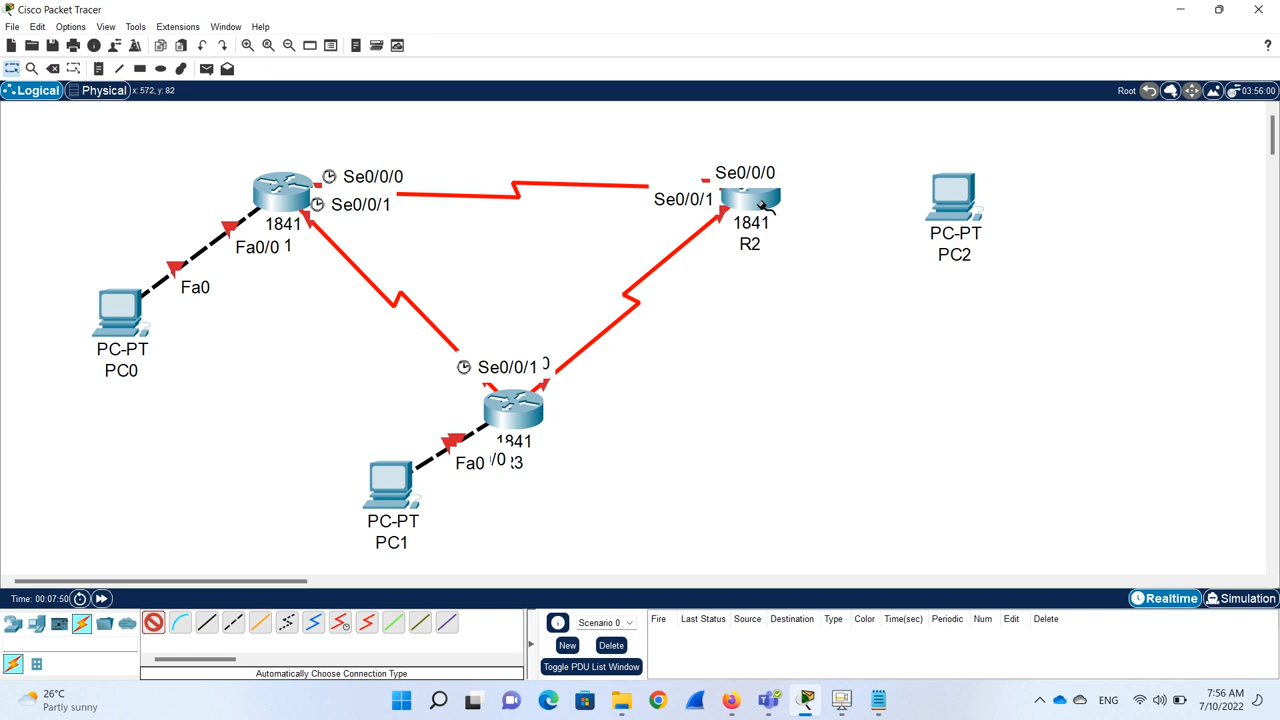 Cisco Packet Tracer
File Edit Options View Tools Extensions Window Help
Logical Physical x: 572, y: 82 Root 03:56:00
Se0/0/0
Se0/0/1
1841
Fa0/0 1
Fa0
PC-PT
PC0
Se0/0/0
Se0/0/1
1841
R2
PC-PT
PC2
Se0/0/1
1841
Fa0
PC-PT
PC1
Time: 00:07:50 Realtime Simulation
Scenario 0
New Delete
Toggle PDU List Window
Fire Last Status Source Destination Type Color Time(sec) Periodic Num Edit Delete
Automatically Choose Connection Type
26°C
Partly sunny
ENG
7:56 AM
7/10/2022